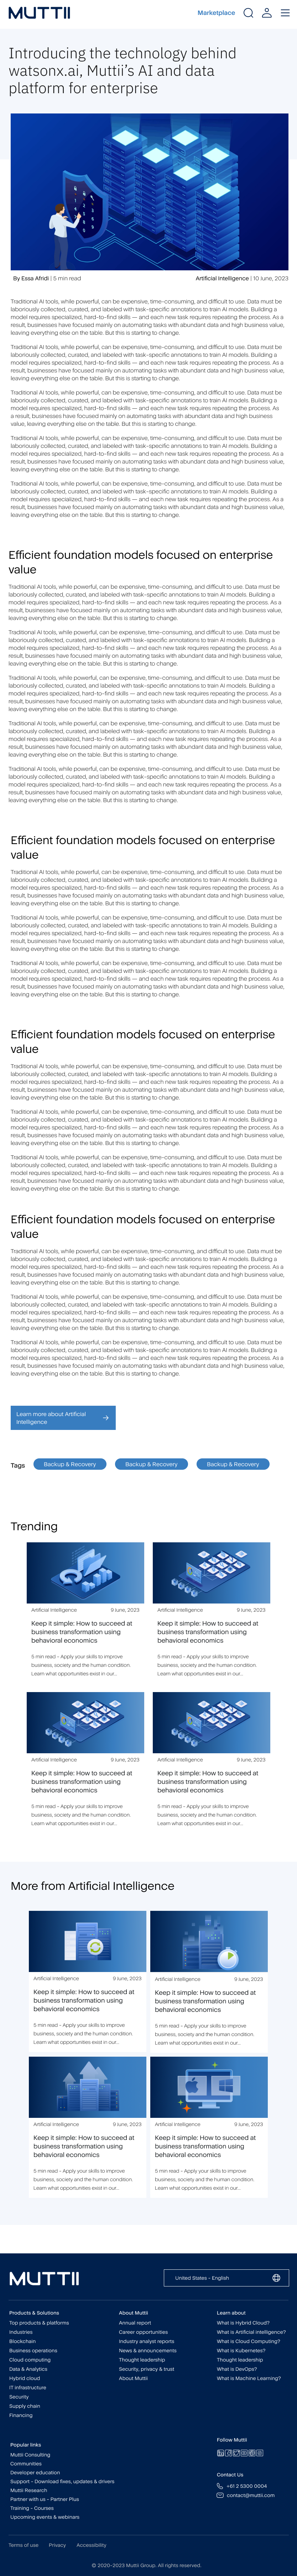 MUTTII
Marketplace
Introducing the technology behind
watsonx.ai, Muttii's AI and data
platform for enterprise
By Essa Afridi | 5 min read
Artificial Intelligence | 10 June, 2023
Traditional AI tools, while powerful, can be expensive, time-consuming, and difficult to use. Data must be
laboriously collected, curated, and labeled with task-specific annotations to train AI models. Building a
model requires specialized, hard-to-find skills — and each new task requires repeating the process. As a
result, businesses have focused mainly on automating tasks with abundant data and high business value,
leaving everything else on the table. But this is starting to change.
Traditional AI tools, while powerful, can be expensive, time-consuming, and difficult to use. Data must be
laboriously collected, curated, and labeled with task-specific annotations to train AI models. Building a
model requires specialized, hard-to-find skills — and each new task requires repeating the process. As a
result, businesses have focused mainly on automating tasks with abundant data and high business value,
leaving everything else on the table. But this is starting to change.
Traditional AI tools, while powerful, can be expensive, time-consuming, and difficult to use. Data must be
laboriously collected, curated, and labeled with task-specific annotations to train AI models. Building a
model requires specialized, hard-to-find skills — and each new task requires repeating the process. As
a result, businesses have focused mainly on automating tasks with abundant data and high business
value, leaving everything else on the table. But this is starting to change.
Traditional AI tools, while powerful, can be expensive, time-consuming, and difficult to use. Data must be
laboriously collected, curated, and labeled with task-specific annotations to train AI models. Building a
model requires specialized, hard-to-find skills — and each new task requires repeating the process. As a
result, businesses have focused mainly on automating tasks with abundant data and high business value,
leaving everything else on the table. But this is starting to change.
Traditional AI tools, while powerful, can be expensive, time-consuming, and difficult to use. Data must be
laboriously collected, curated, and labeled with task-specific annotations to train AI models. Building a
model requires specialized, hard-to-find skills — and each new task requires repeating the process. As a
result, businesses have focused mainly on automating tasks with abundant data and high business value,
leaving everything else on the table. But this is starting to change.
Efficient foundation models focused on enterprise
value
Traditional AI tools, while powerful, can be expensive, time-consuming, and difficult to use. Data must be
laboriously collected, curated, and labeled with task-specific annotations to train AI models. Building a
model requires specialized, hard-to-find skills — and each new task requires repeating the process. As a
result, businesses have focused mainly on automating tasks with abundant data and high business value,
leaving everything else on the table. But this is starting to change.
Traditional AI tools, while powerful, can be expensive, time-consuming, and difficult to use. Data must be
laboriously collected, curated, and labeled with task-specific annotations to train AI models. Building a
model requires specialized, hard-to-find skills — and each new task requires repeating the process. As a
result, businesses have focused mainly on automating tasks with abundant data and high business value,
leaving everything else on the table. But this is starting to change.
Traditional AI tools, while powerful, can be expensive, time-consuming, and difficult to use. Data must be
laboriously collected, curated, and labeled with task-specific annotations to train AI models. Building a
model requires specialized, hard-to-find skills — and each new task requires repeating the process. As a
result, businesses have focused mainly on automating tasks with abundant data and high business value,
leaving everything else on the table. But this is starting to change.
Traditional AI tools, while powerful, can be expensive, time-consuming, and difficult to use. Data must be
laboriously collected, curated, and labeled with task-specific annotations to train AI models. Building
a model requires specialized, hard-to-find skills — and each new task requires repeating the process. As a
result, businesses have focused mainly on automating tasks with abundant data and high business value,
leaving everything else on the table. But this is starting to change.
Traditional AI tools, while powerful, can be expensive, time-consuming, and difficult to use. Data must be
laboriously collected, curated, and labeled with task-specific annotations to train AI models. Building a
model requires specialized, hard-to-find skills — and each new task requires repeating the process. As a
result, businesses have focused mainly on automating tasks with abundant data and high business value,
leaving everything else on the table. But this is starting to change.
Efficient foundation models focused on enterprise
value
Traditional AI tools, while powerful, can be expensive, time-consuming, and difficult to use. Data must be
laboriously collected, curated, and labeled with task-specific annotations to train AI models. Building a
model requires specialized, hard-to-find skills — and each new task requires repeating the process. As a
result, businesses have focused mainly on automating tasks with abundant data and high business value,
leaving everything else on the table. But this is starting to change.
Traditional AI tools, while powerful, can be expensive, time-consuming, and difficult to use. Data must be
laboriously collected, curated, and labeled with task-specific annotations to train AI models. Building a
model requires specialized, hard-to-find skills — and each new task requires repeating the process. As a
result, businesses have focused mainly on automating tasks with abundant data and high business value,
leaving everything else on the table. But this is starting to change.
Traditional AI tools, while powerful, can be expensive, time-consuming, and difficult to use. Data must be
laboriously collected, curated, and labeled with task-specific annotations to train AI models. Building a
model requires specialized, hard-to-find skills — and each new task requires repeating the process. As a
result, businesses have focused mainly on automating tasks with abundant data and high business value,
leaving everything else on the table. But this is starting to change.
Efficient foundation models focused on enterprise
value
Traditional AI tools, while powerful, can be expensive, time-consuming, and difficult to use. Data must be
laboriously collected, curated, and labeled with task-specific annotations to train AI models. Building a
model requires specialized, hard-to-find skills — and each new task requires repeating the process. As a
result, businesses have focused mainly on automating tasks with abundant data and high business value,
leaving everything else on the table. But this is starting to change.
Traditional AI tools, while powerful, can be expensive, time-consuming, and difficult to use. Data must be
laboriously collected, curated, and labeled with task-specific annotations to train AI models. Building a
model requires specialized, hard-to-find skills — and each new task requires repeating the process. As a
result, businesses have focused mainly on automating tasks with abundant data and high business value,
leaving everything else on the table. But this is starting to change.
Traditional AI tools, while powerful, can be expensive, time-consuming, and difficult to use. Data must be
laboriously collected, curated, and labeled with task-specific annotations to train AI models. Building a
model requires specialized, hard-to-find skills — and each new task requires repeating the process. As a
result, businesses have focused mainly on automating tasks with abundant data and high business value,
leaving everything else on the table. But this is starting to change.
Efficient foundation models focused on enterprise
value
Traditional AI tools, while powerful, can be expensive, time-consuming, and difficult to use. Data must be
laboriously collected, curated, and labeled with task-specific annotations to train AI models. Building a
model requires specialized, hard-to-find skills — and each new task requires repeating the process. As a
result, businesses have focused mainly on automating tasks with abundant data and high business value,
leaving everything else on the table. But this is starting to change.
Traditional AI tools, while powerful, can be expensive, time-consuming, and difficult to use. Data must be
laboriously collected, curated, and labeled with task-specific annotations to train AI models. Building a
model requires specialized, hard-to-find skills — and each new task requires repeating the process. As a
result, businesses have focused mainly on automating tasks with abundant data and high business value,
leaving everything else on the table. But this is starting to change.
Traditional AI tools, while powerful, can be expensive, time-consuming, and difficult to use. Data must be
laboriously collected, curated, and labeled with task-specific annotations to train AI models. Building a
model requires specialized, hard-to-find skills — and each new task requires repeating the process. As a
result, businesses have focused mainly on automating tasks with abundant data and high business value,
leaving everything else on the table. But this is starting to change.
Learn more about Artificial
Intelligence
Tags
Backup & Recovery
Backup & Recovery
Backup & Recovery
Trending
Artificial Intelligence 9 June, 2023
Keep it simple: How to succeed at
business transformation using
behavioral economics
5 min read - Apply your skills to improve
business, society and the human condition.
Learn what opportunities exist in our...
Artificial Intelligence 9 June, 2023
Keep it simple: How to succeed at
business transformation using
behavioral economics
5 min read - Apply your skills to improve
business, society and the human condition.
Learn what opportunities exist in our...
Artificial Intelligence 9 June, 2023
Keep it simple: How to succeed at
business transformation using
behavioral economics
5 min read - Apply your skills to improve
business, society and the human condition.
Learn what opportunities exist in our...
Artificial Intelligence 9 June, 2023
Keep it simple: How to succeed at
business transformation using
behavioral economics
5 min read - Apply your skills to improve
business, society and the human condition.
Learn what opportunities exist in our...
More from Artificial Intelligence
Artificial Intelligence 9 June, 2023
Keep it simple: How to succeed at
business transformation using
behavioral economics
5 min read - Apply your skills to improve
business, society and the human condition.
Learn what opportunities exist in our...
Artificial Intelligence 9 June, 2023
Keep it simple: How to succeed at
business transformation using
behavioral economics
5 min read - Apply your skills to improve
business, society and the human condition.
Learn what opportunities exist in our...
Artificial Intelligence 9 June, 2023
Keep it simple: How to succeed at
business transformation using
behavioral economics
5 min read - Apply your skills to improve
business, society and the human condition.
Learn what opportunities exist in our...
Artificial Intelligence 9 June, 2023
Keep it simple: How to succeed at
business transformation using
behavioral economics
5 min read - Apply your skills to improve
business, society and the human condition.
Learn what opportunities exist in our...
MUTTII
United States - English
Products & Solutions
Top products & platforms
Industries
Blockchain
Business operations
Cloud computing
Data & Analytics
Hybrid cloud
IT infrastructure
Security
Supply chain
Financing
About Muttii
Annual report
Career opportunities
Industry analyst reports
News & announcements
Thought leadership
Security, privacy & trust
About Muttii
Learn about
What is Hybrid Cloud?
What is Artificial intelligence?
What is Cloud Computing?
What is Kubernetes?
Thought leadership
What is DevOps?
What is Machine Learning?
Popular links
Muttii Consulting
Communities
Developer education
Support - Download fixes, updates & drivers
Muttii Research
Partner with us - Partner Plus
Training - Courses
Upcoming events & webinars
Follow Muttii
Contact Us
+61 2 5300 0004
contact@muttii.com
Terms of use Privacy Accessibility
© 2020-2023 Mutii Group. All rights reserved.